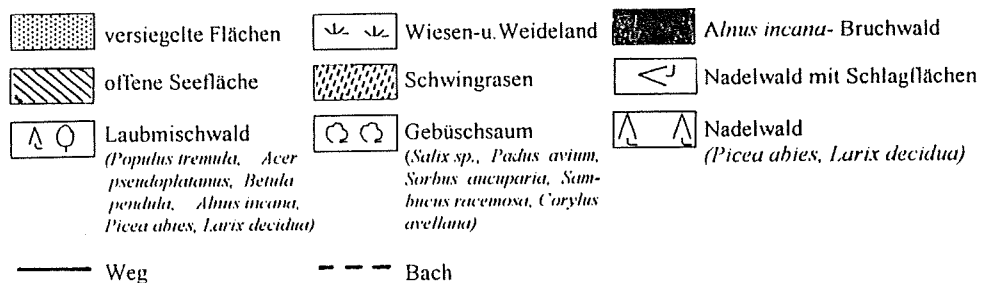 versiegelte Flächen
offene Seefläche
Laubmischwald
(Populus tremula, Acer
pseudoplatanus, Betula
pendula, Alnus incana,
Picea abies, Larix decidua)
Wiesen-u. Weideland
Schwingrasen
Gebüschsaum
(Salix sp., Padus avium,
Sorbus aucuparia, Sam-
bucus racemosa, Corylus
avellana)
Alnus incana- Bruchwald
Nadelwald mit Schlagflächen
Nadelwald
(Picea abies, Larix decidua)
Weg
Bach